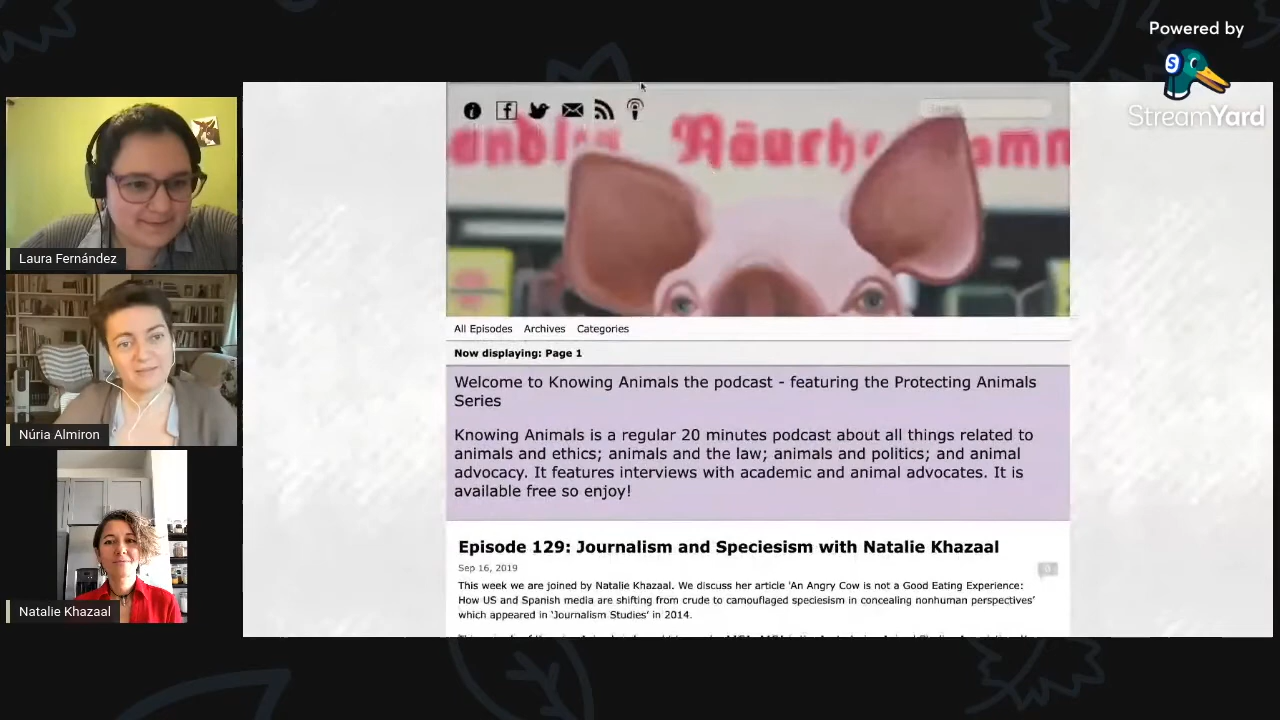 Powered by
StreamYard
S
Laura Fernández
Núria Almiron
Natalie Khazaal
Räuch
All Episodes Archives Categories
Now displaying: Page 1
Welcome to Knowing Animals the podcast - featuring the Protecting Animals
Series
Knowing Animals is a regular 20 minutes podcast about all things related to
animals and ethics; animals and the law; animals and politics; and animal
advocacy. It features interviews with academic and animal advocates. It is
available free so enjoy!
Episode 129: Journalism and Speciesism with Natalie Khazaal
Sep 16, 2019
0
This week we are joined by Natalie Khazaal. We discuss her article 'An Angry Cow is not a Good Eating Experience:
How US and Spanish media are shifting from crude to camouflaged speciesism in concealing nonhuman perspectives'
which appeared in 'Journalism Studies' in 2014.